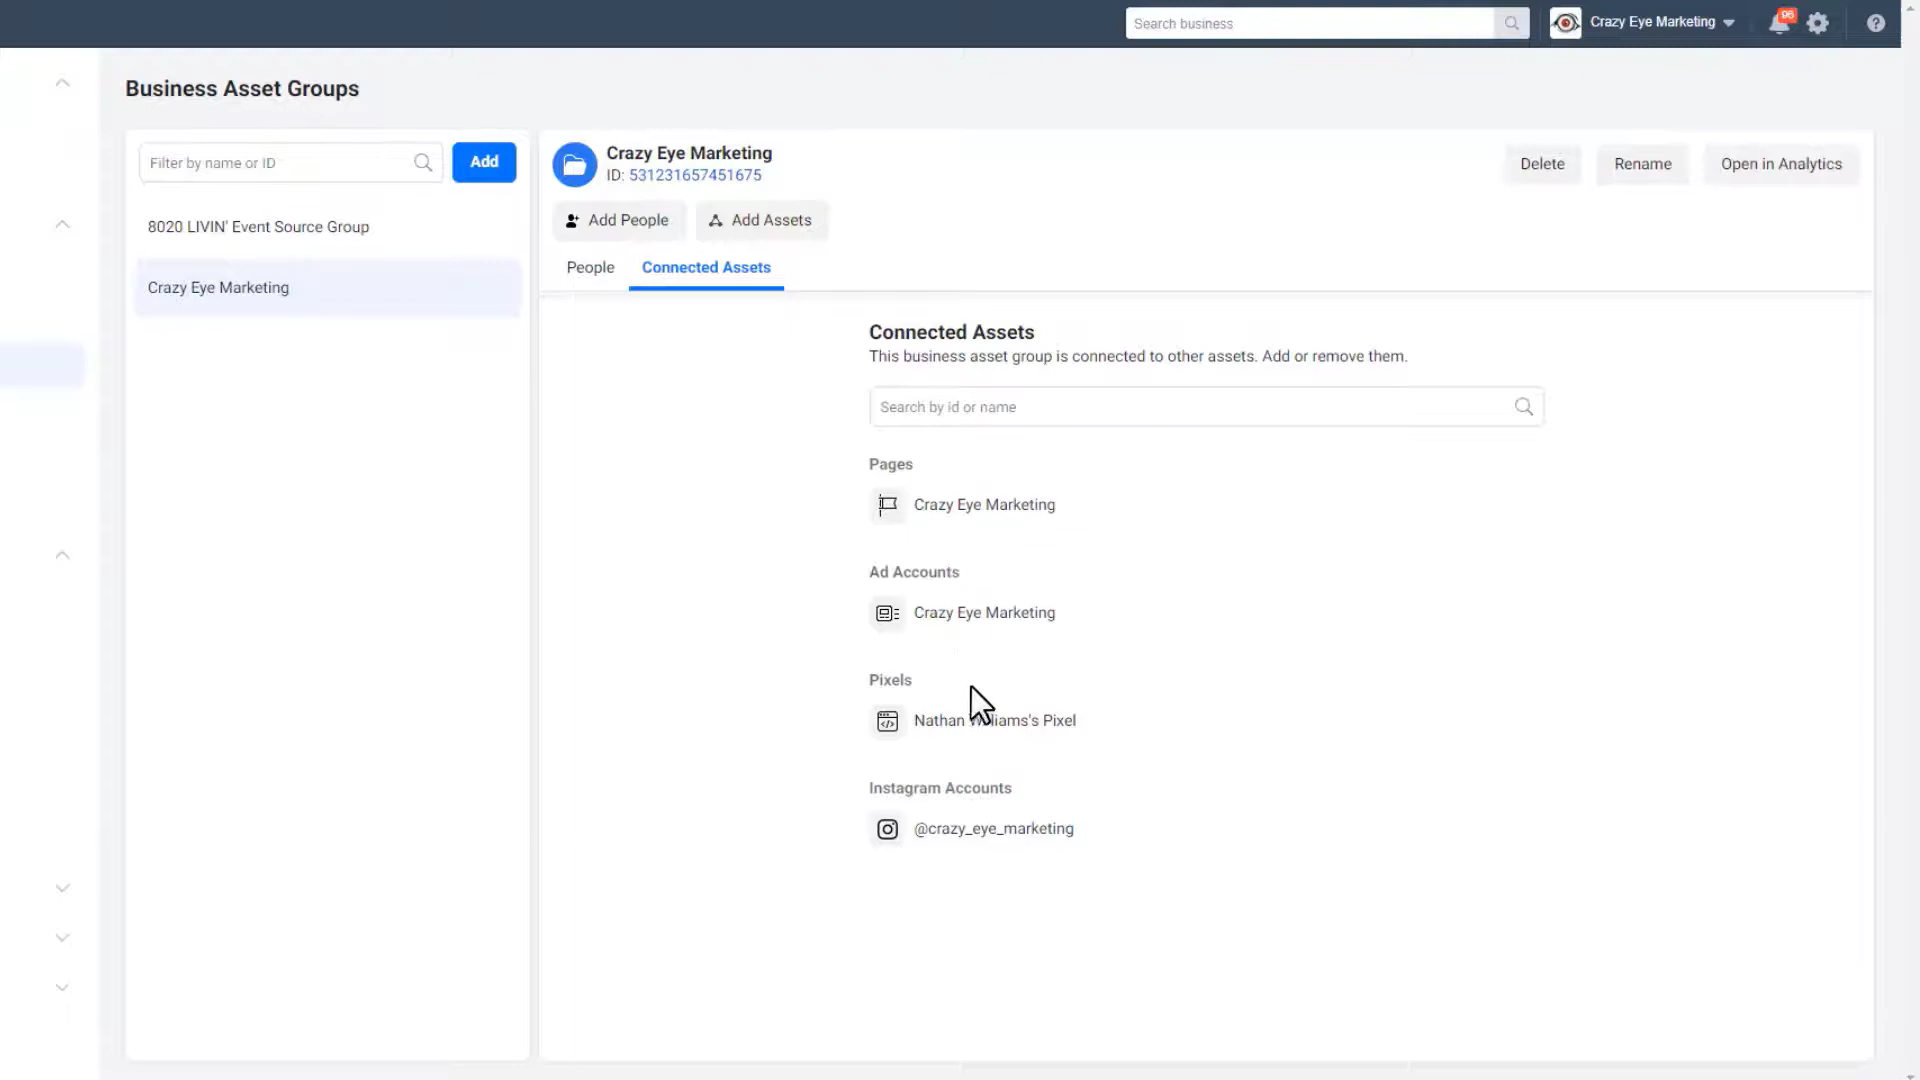 Search business
Crazy Eye Marketing
96
Business Asset Groups
Filter by name or ID
Add
8020 LIVIN' Event Source Group
Crazy Eye Marketing
Crazy Eye Marketing
ID: 531231657451675
Delete
Rename
Open in Analytics
Add People
Add Assets
People
Connected Assets
Connected Assets
This business asset group is connected to other assets. Add or remove them.
Search by id or name
Pages
Crazy Eye Marketing
Ad Accounts
Crazy Eye Marketing
Pixels
Nathan Williams's Pixel
Instagram Accounts
@crazy_eye_marketing